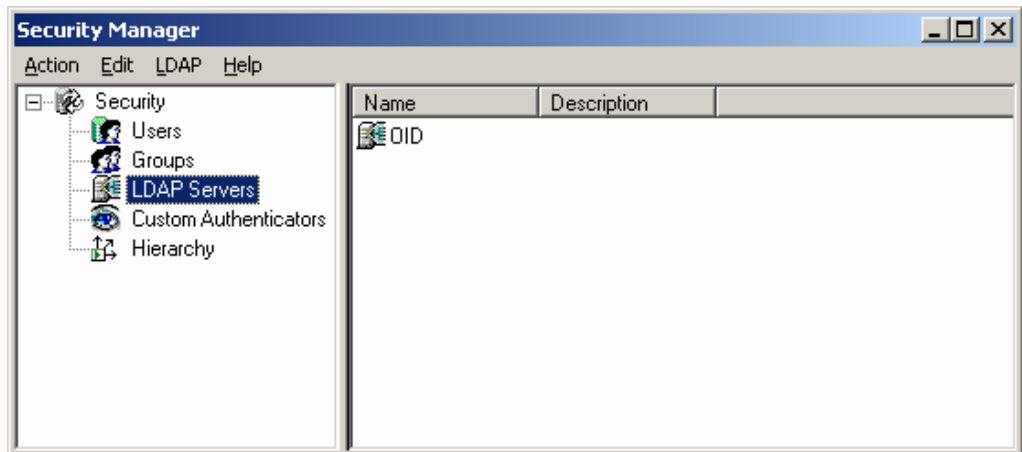 Security Manager
Action Edit LDAP Help
Security
Users
Groups
LDAP Servers
Custom Authenticators
Hierarchy
Name Description
OID